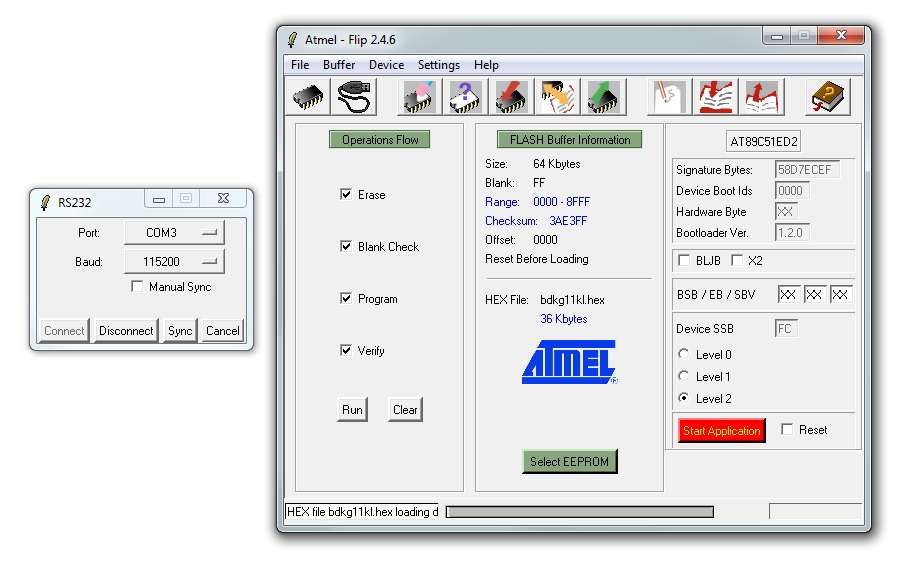 RS232
Port: COM3
Baud: 115200
Manual Sync
Connect Disconnect Sync Cancel
Atmel - Flip 2.4.6
File Buffer Device Settings Help
Operations Flow
Erase
Blank Check
Program
Verify
Run Clear
FLASH Buffer Information
Size: 64 Kbytes
Blank: FF
Range: 0000 - 8FFF
Checksum: 3AE3FF
Offset: 0000
Reset Before Loading
HEX File: bdkg11kl.hex
36 Kbytes
ATMEL®
Select EEPROM
AT89C51ED2
Signature Bytes: 58D7ECEF
Device Boot Ids 0000
Hardware Byte XX
Bootloader Ver. 1.2.0
BLJB X2
BSB / EB / SBV XX XX XX
Device SSB FC
Level 0
Level 1
Level 2
Start Application Reset
HEX file bdkg11kl.hex loading d